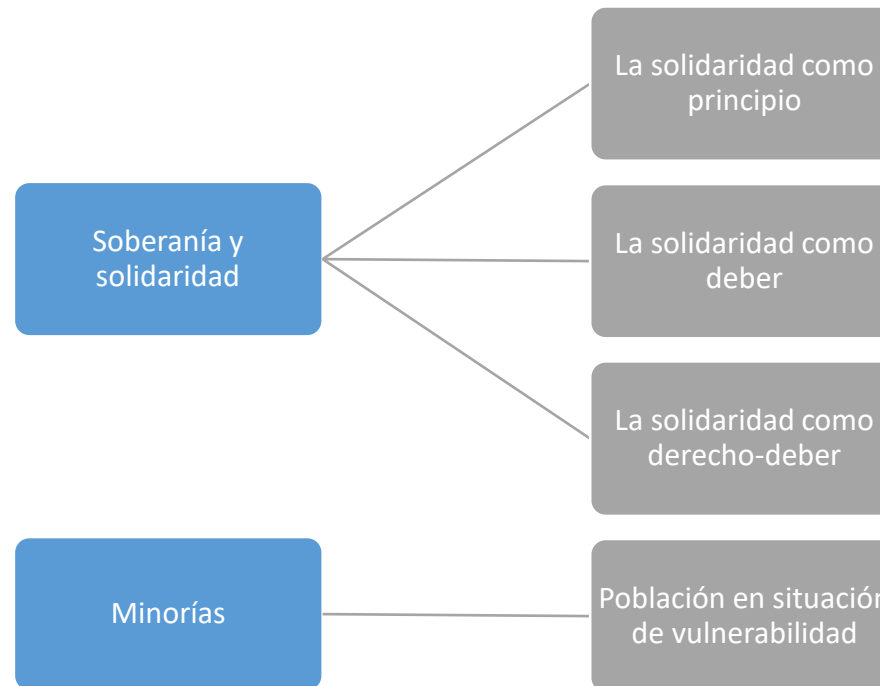 La solidaridad como
principio
Soberanía y
solidaridad
La solidaridad como
deber
La solidaridad como
derecho-deber
Minorías
Población en situación
de vulnerabilidad